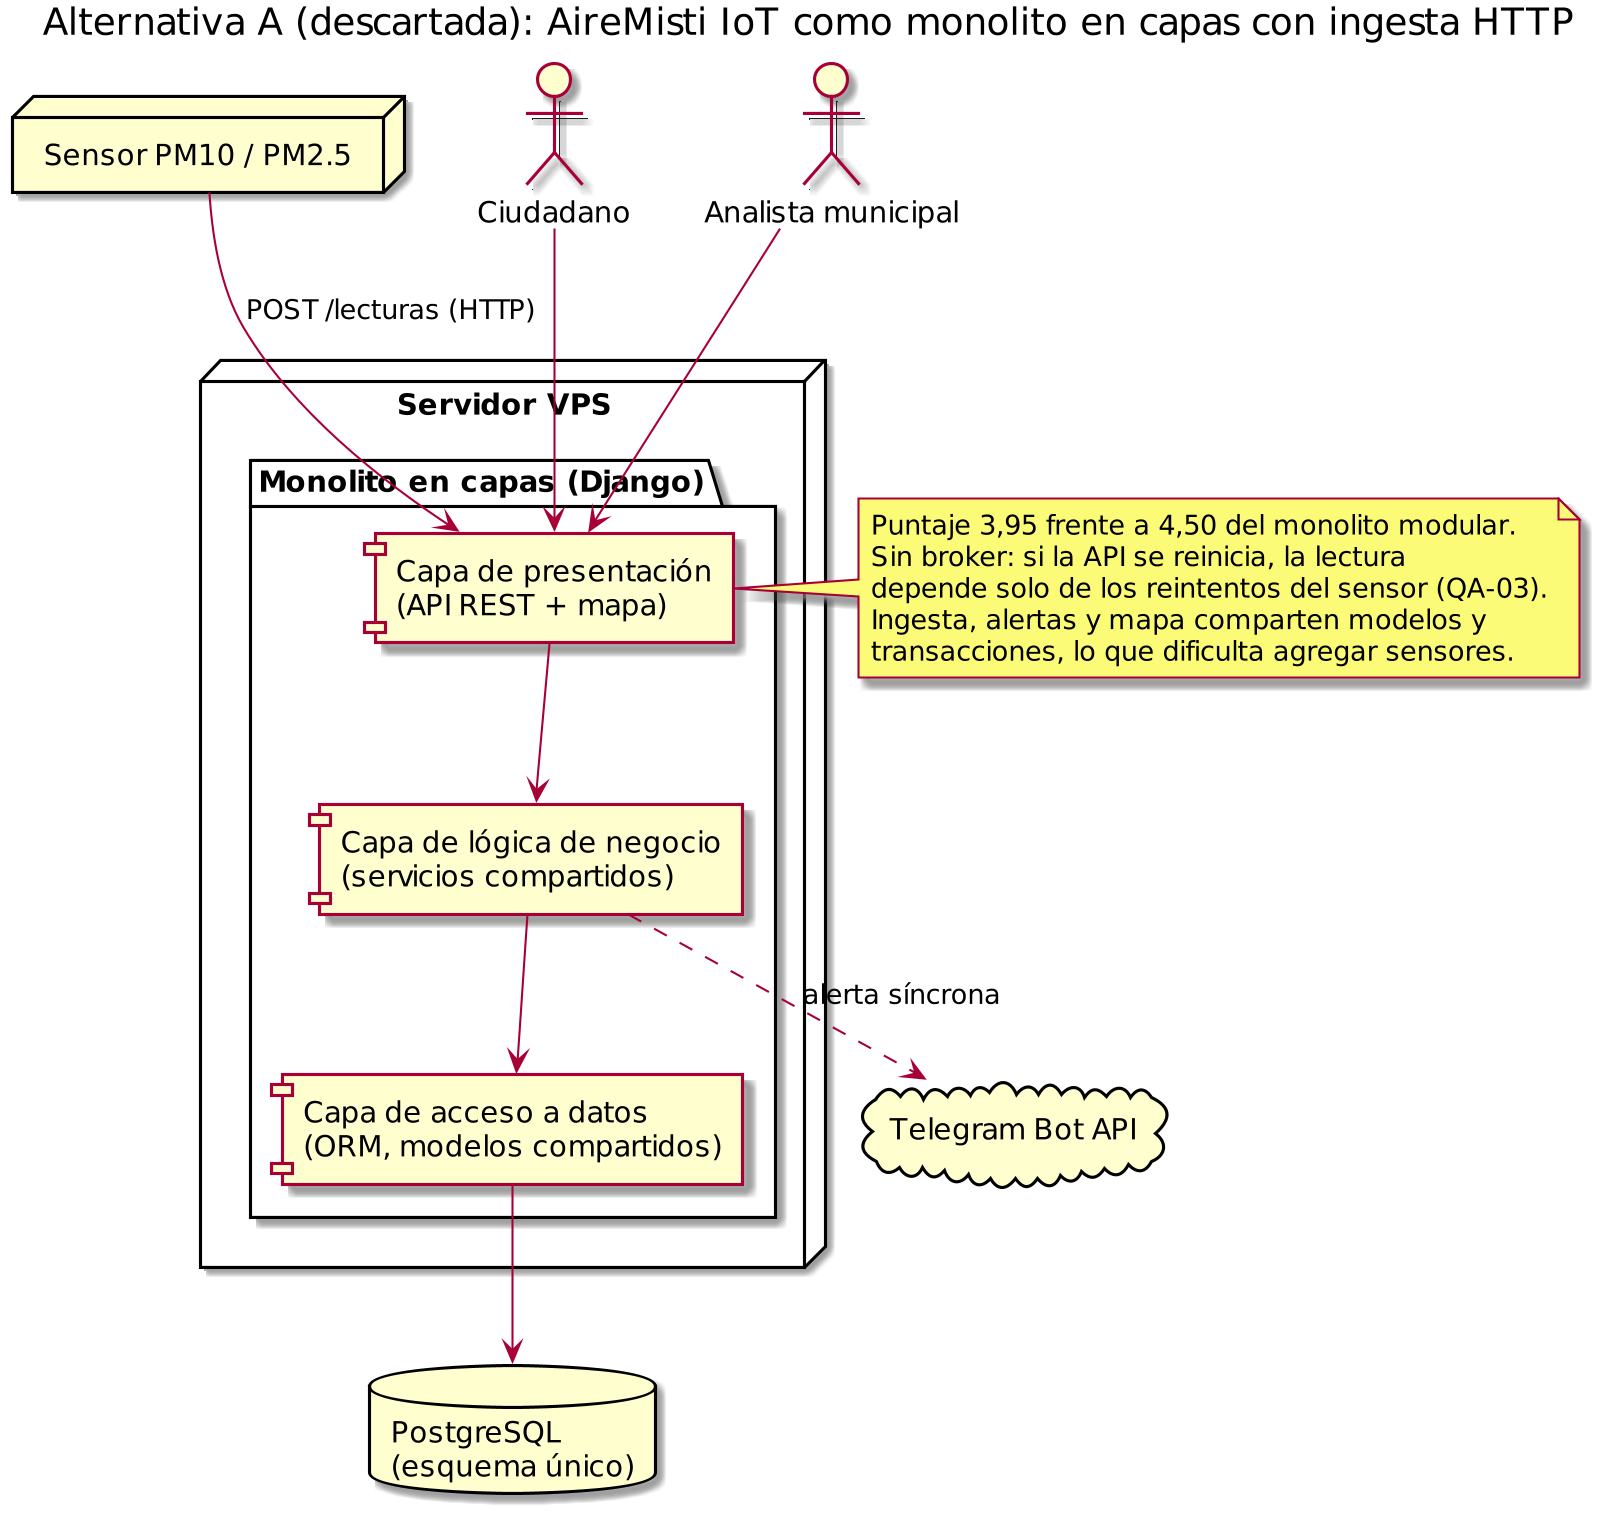 Alternativa A (descartada): AireMisti IoT como monolito en capas con ingesta HTTP
Sensor PM10 / PM2.5
Ciudadano
Analista municipal
POST /lecturas (HTTP)
Servidor VPS
Monolito en capas (Django)
Capa de presentación
(API REST + mapa)
Puntaje 3,95 frente a 4,50 del monolito modular.
Sin broker: si la API se reinicia, la lectura
depende solo de los reintentos del sensor (QA-03).
Ingesta, alertas y mapa comparten modelos y
transacciones, lo que dificulta agregar sensores.
Capa de lógica de negocio
(servicios compartidos)
alerta síncrona
Capa de acceso a datos
(ORM, modelos compartidos)
Telegram Bot API
PostgreSQL
(esquema único)